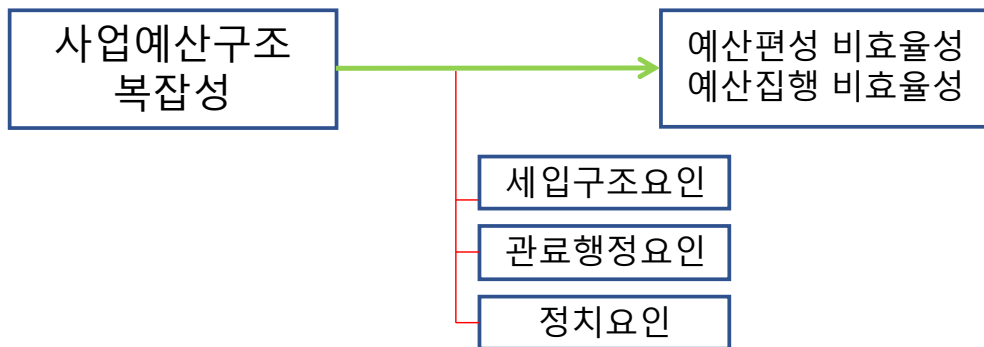 사업예산구조
복잡성
예산편성 비효율성
예산집행 비효율성
세입구조요인
관료행정요인
정치요인